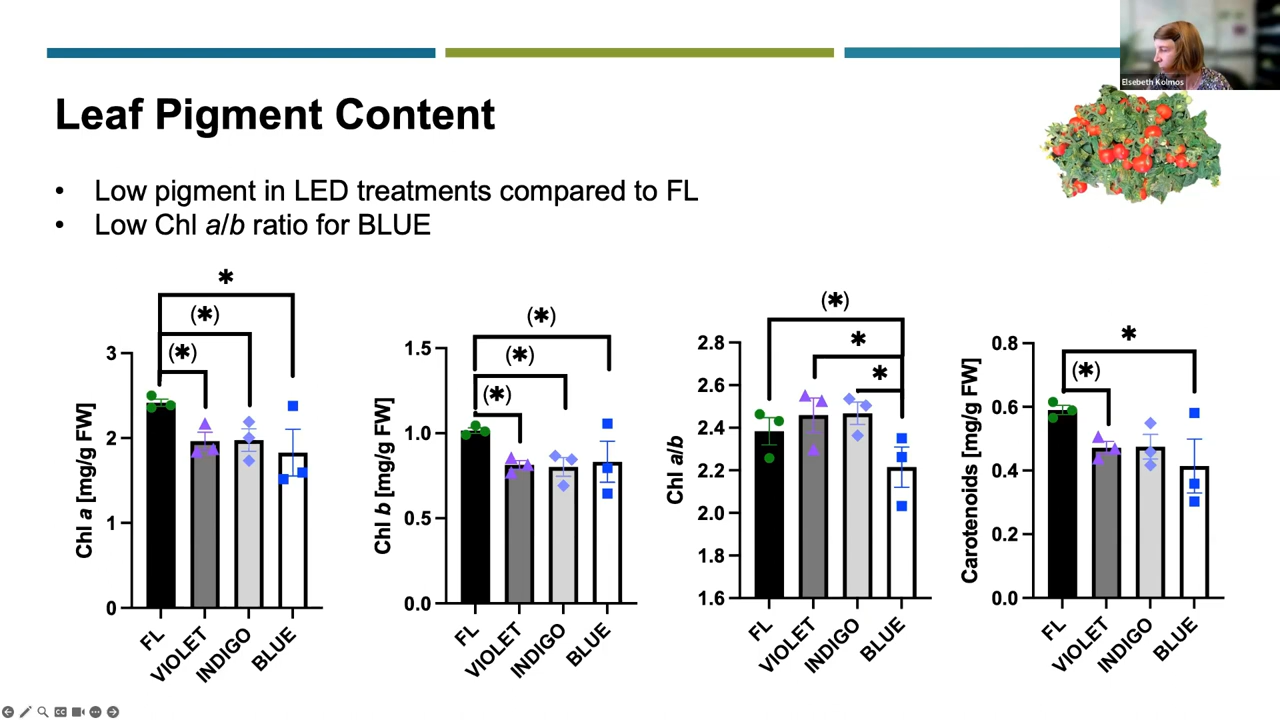 Elsebeth Kolmos
Leaf Pigment Content
• Low pigment in LED treatments compared to FL
• Low Chl a/b ratio for BLUE
*
(*)
(*)
3
2
1
0
Chl a [mg/g FW]
FL
VIOLET
INDIGO
BLUE
(*)
(*)
(*)
1.5
1.0
0.5
0.0
Chl b [mg/g FW]
FL
VIOLET
INDIGO
BLUE
(*)
*
*
2.8
2.6
2.4
2.2
2.0
1.8
1.6
Chl a/b
FL
VIOLET
INDIGO
BLUE
*
(*)
0.8
0.6
0.4
0.2
0.0
Carotenoids [mg/g FW]
FL
VIOLET
INDIGO
BLUE